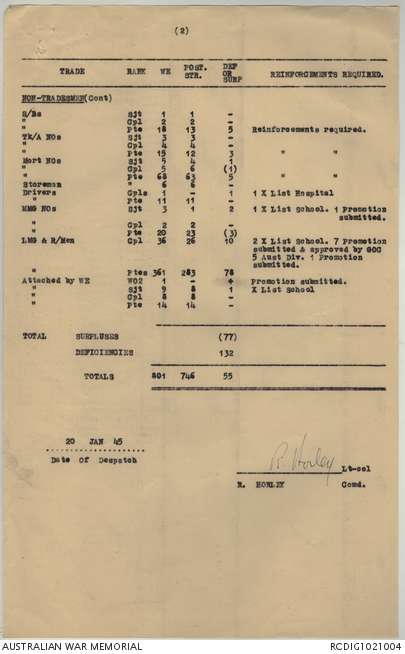 (2)
TRADE RANK WE POST. STR. DEF OR SURP REINFORCEMENTS REQUIRED.
NON-TRADESMEN(Cont)
S/Bs Sjt 1 1 -
" Cpl 2 2 -
" Pte 18 13 5 Reinforcements required.
Tk/A NOs Sjt 3 3 -
" Cpl 4 4 -
" Pte 15 12 3 " "
Mort NOs Sjt 5 4 1
" Cpl 5 6 (1)
" Pte 68 63 5 " "
Storeman " 6 6 -
Drivers Cpls 1 - 1 1 X List Hospital
" Pte 11 11 -
MMG NOs Sjt 3 1 2 1 X List School. 1 Promotion
submitted.
" Cpl 2 2 -
" Pte 20 23 (3)
LMG & R/Men Cpl 36 26 10 2 X List School. 7 Promotion
submitted & approved by GOC
5 Aust Div. 1 Promotion
submitted.
" Ptes 361 283 78
Attached by WE WO2 1 - + Promotion submitted.
" Sjt 9 8 1 X List School
" Cpl 8 8 -
" Pte 14 14 -
TOTAL SURPLUSES (77)
DEFICIENCIES 132
TOTALS 801 746 55
20 JAN 45
Date Of Despatch
R. Horley Lt-col
R. HORLEY Comd.
AUSTRALIAN WAR MEMORIAL RCDIG1021004